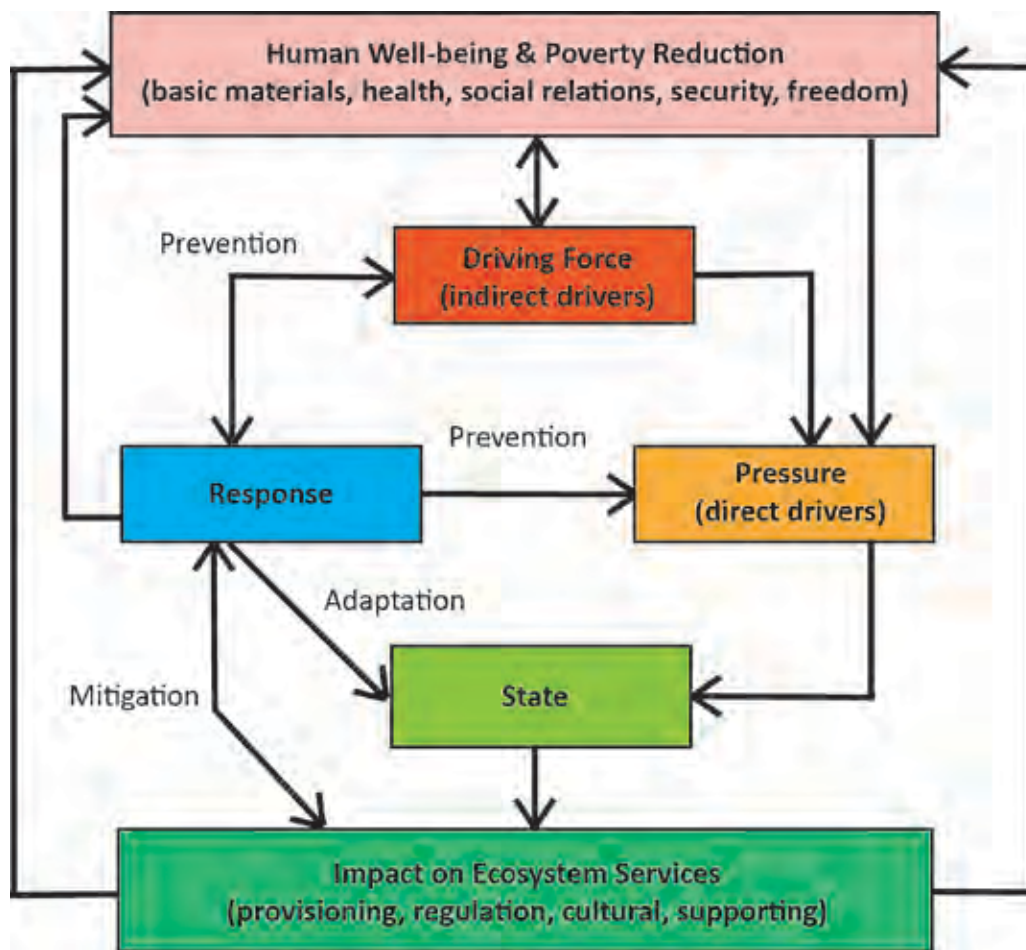 Human Well-being & Poverty Reduction
(basic materials, health, social relations, security, freedom)
Prevention
Driving Force
(indirect drivers)
Prevention
Response
Pressure
(direct drivers)
Adaptation
Mitigation
State
Impact on Ecosystem Services
(provisioning, regulation, cultural, supporting)